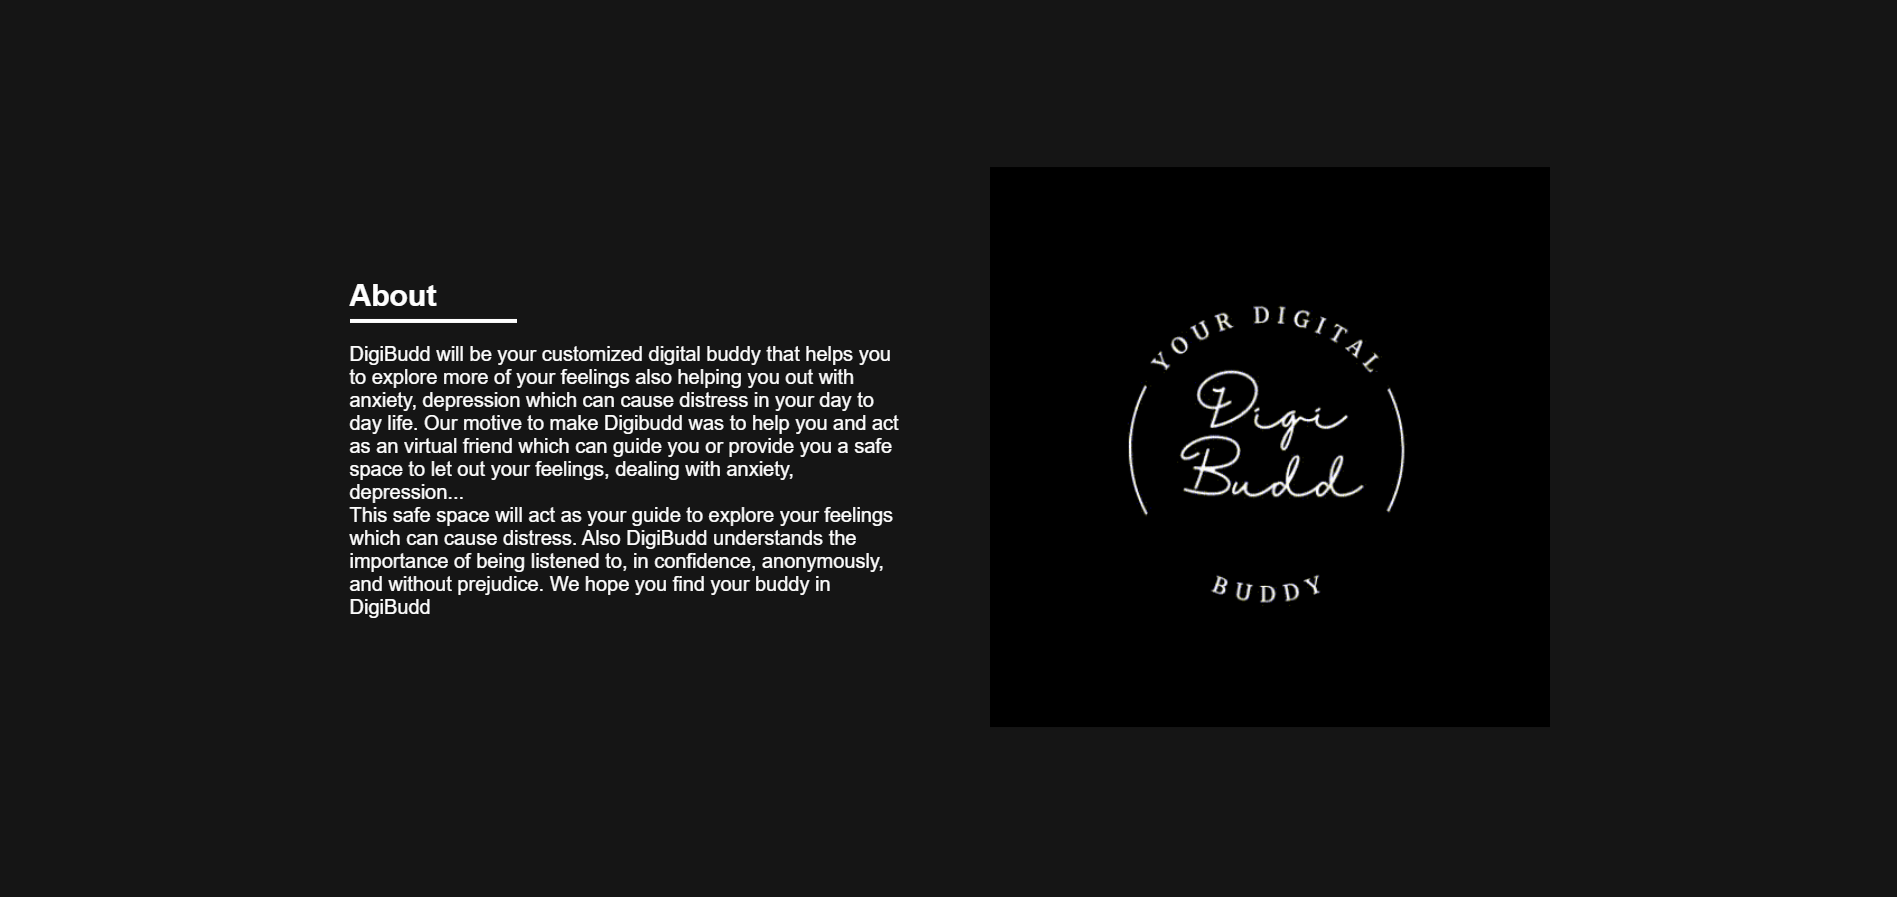 About
DigiBudd will be your customized digital buddy that helps you
to explore more of your feelings also helping you out with
anxiety, depression which can cause distress in your day to
day life. Our motive to make Digibudd was to help you and act
as an virtual friend which can guide you or provide you a safe
space to let out your feelings, dealing with anxiety,
depression...
This safe space will act as your guide to explore your feelings
which can cause distress. Also DigiBudd understands the
importance of being listened to, in confidence, anonymously,
and without prejudice. We hope you find your buddy in
DigiBudd
YOUR DIGITAL
Digi
Budd
BUDDY